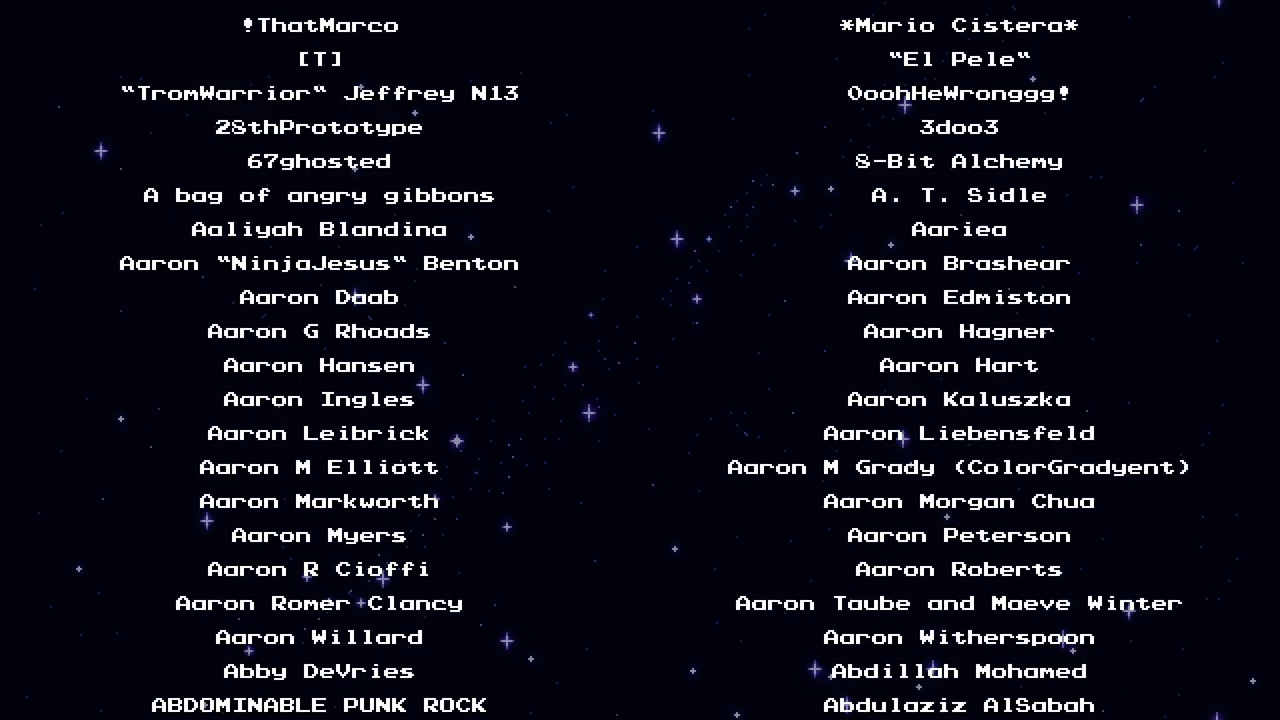 !ThatMarco
*Mario Cistera*
[T]
"El Pele"
"TromWarrior" Jeffrey N13
0oohHeWronggg!
28thPrototype
3doo3
67ghosted
8-Bit Alchemy
A bag of angry gibbons
A. T. Sidle
Aaliyah Blandina
Aariea
Aaron "NinjaJesus" Benton
Aaron Brashear
Aaron Daab
Aaron Edmiston
Aaron G Rhoads
Aaron Hagner
Aaron Hansen
Aaron Hart
Aaron Ingles
Aaron Kaluszka
Aaron Leibrick
Aaron Liebensfeld
Aaron M Elliott
Aaron M Grady (ColorGradyent)
Aaron Markworth
Aaron Morgan Chua
Aaron Myers
Aaron Peterson
Aaron R Cioffi
Aaron Roberts
Aaron Romer Clancy
Aaron Taube and Maeve Winter
Aaron Willard
Aaron Witherspoon
Abby DeVries
Abdillah Mohamed
ABDOMINABLE PUNK ROCK
Abdulaziz AlSabah